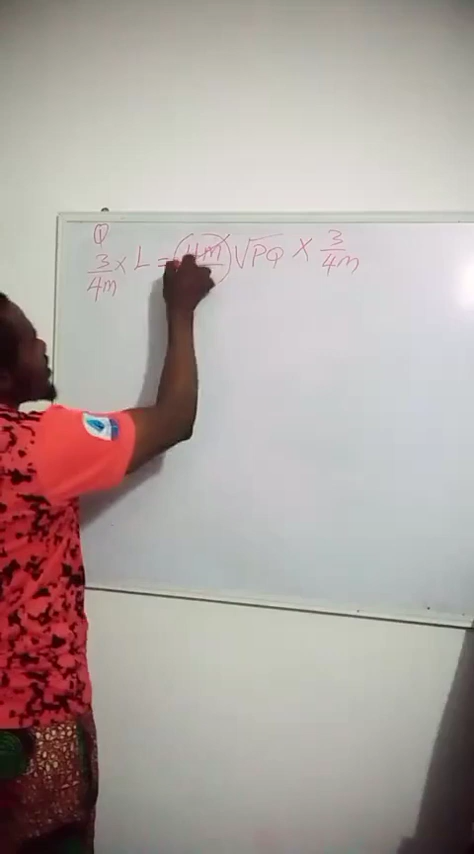 ①
3/4m × L = (4m) √PQ × 3/4m